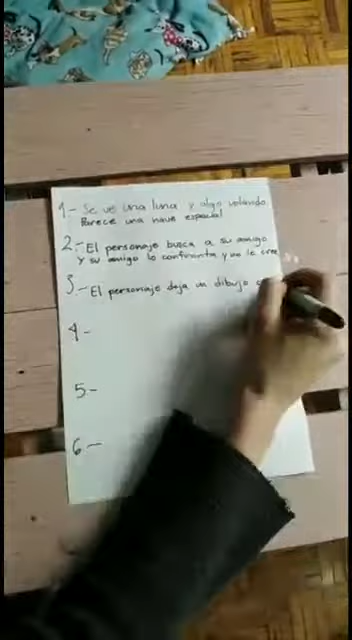 1- Se ve una luna y algo volando.
Parece una nave espacial
2.- El personaje busca a su amigo
y su amigo lo confronta y no le cree
3.- El personaje deja un dibujo
4-
5-
6-